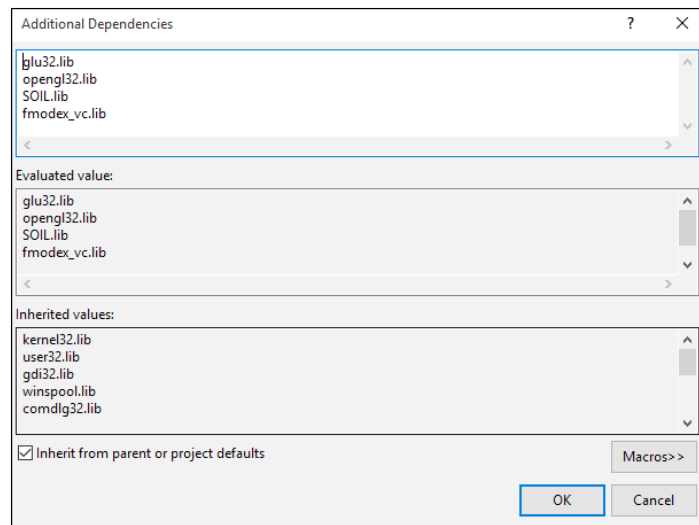 Additional Dependencies
?
glu32.lib
opengl32.lib
SOIL.lib
fmodex_vc.lib
Evaluated value:
glu32.lib
opengl32.lib
SOIL.lib
fmodex_vc.lib
Inherited values:
kernel32.lib
user32.lib
gdi32.lib
winspool.lib
comdlg32.lib
Inherit from parent or project defaults
Macros>>
OK Cancel